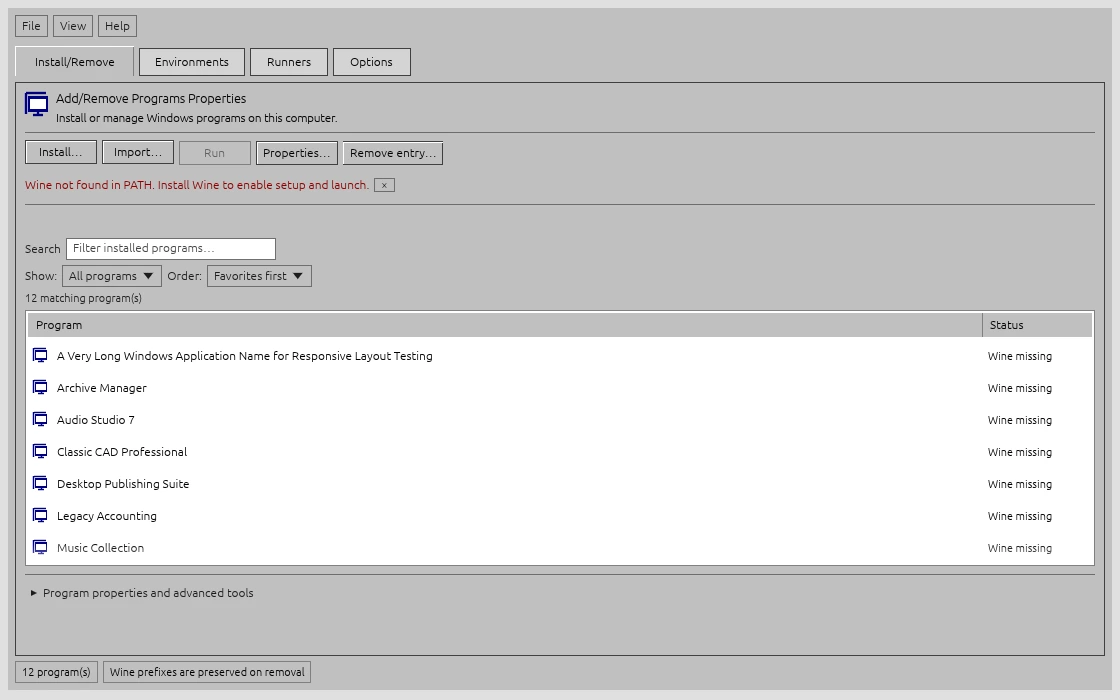 File View Help
Install/Remove Environments Runners Options
Add/Remove Programs Properties
Install or manage Windows programs on this computer.
Install... Import... Run Properties... Remove entry...
Wine not found in PATH. Install Wine to enable setup and launch. ×
Search Filter installed programs...
Show: All programs ▼ Order: Favorites first ▼
12 matching program(s)
Program Status
A Very Long Windows Application Name for Responsive Layout Testing Wine missing
Archive Manager Wine missing
Audio Studio 7 Wine missing
Classic CAD Professional Wine missing
Desktop Publishing Suite Wine missing
Legacy Accounting Wine missing
Music Collection Wine missing
▸ Program properties and advanced tools
12 program(s) Wine prefixes are preserved on removal